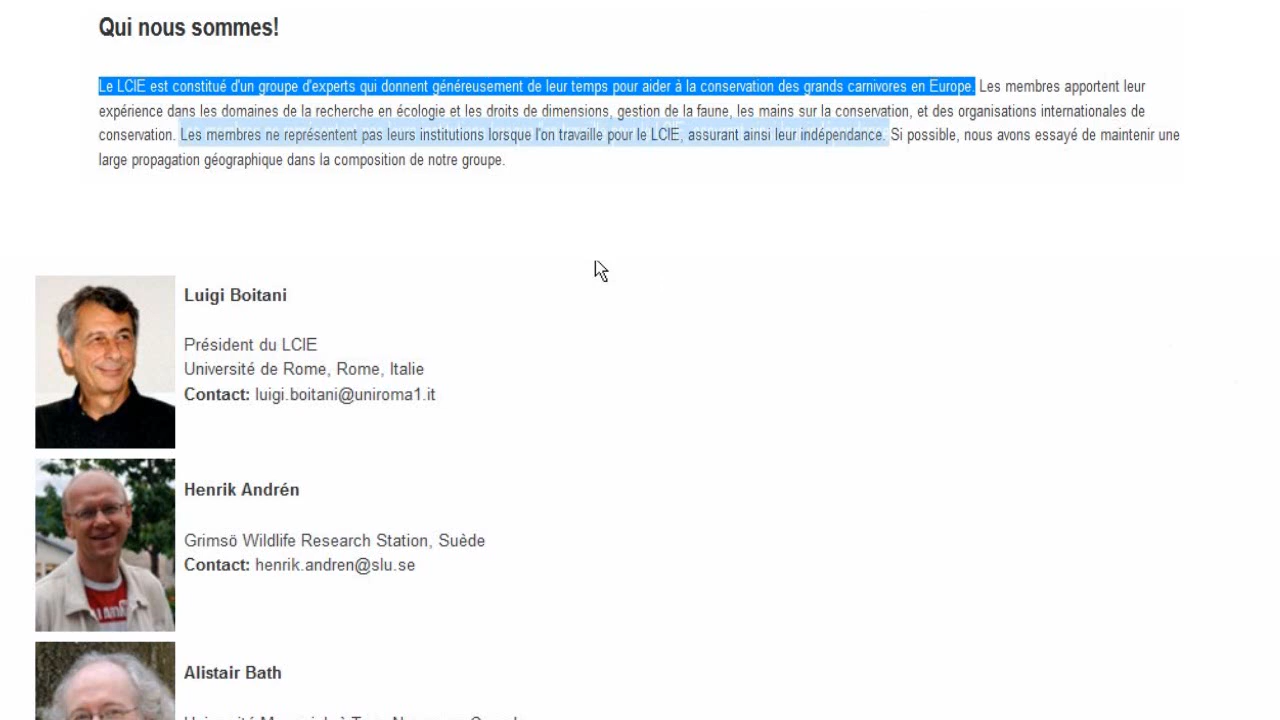 Qui nous sommes!
Le LCIE est constitué d'un groupe d'experts qui donnent généreusement de leur temps pour aider à la conservation des grands carnivores en Europe. Les membres apportent leur
expérience dans les domaines de la recherche en écologie et les droits de dimensions, gestion de la faune, les mains sur la conservation, et des organisations internationales de
conservation. Les membres ne représentent pas leurs institutions lorsque l'on travaille pour le LCIE, assurant ainsi leur indépendance. Si possible, nous avons essayé de maintenir une
large propagation géographique dans la composition de notre groupe.
Luigi Boitani
Président du LCIE
Université de Rome, Rome, Italie
Contact: luigi.boitani@uniroma1.it
Henrik Andrén
Grimsö Wildlife Research Station, Suède
Contact: henrik.andren@slu.se
Alistair Bath